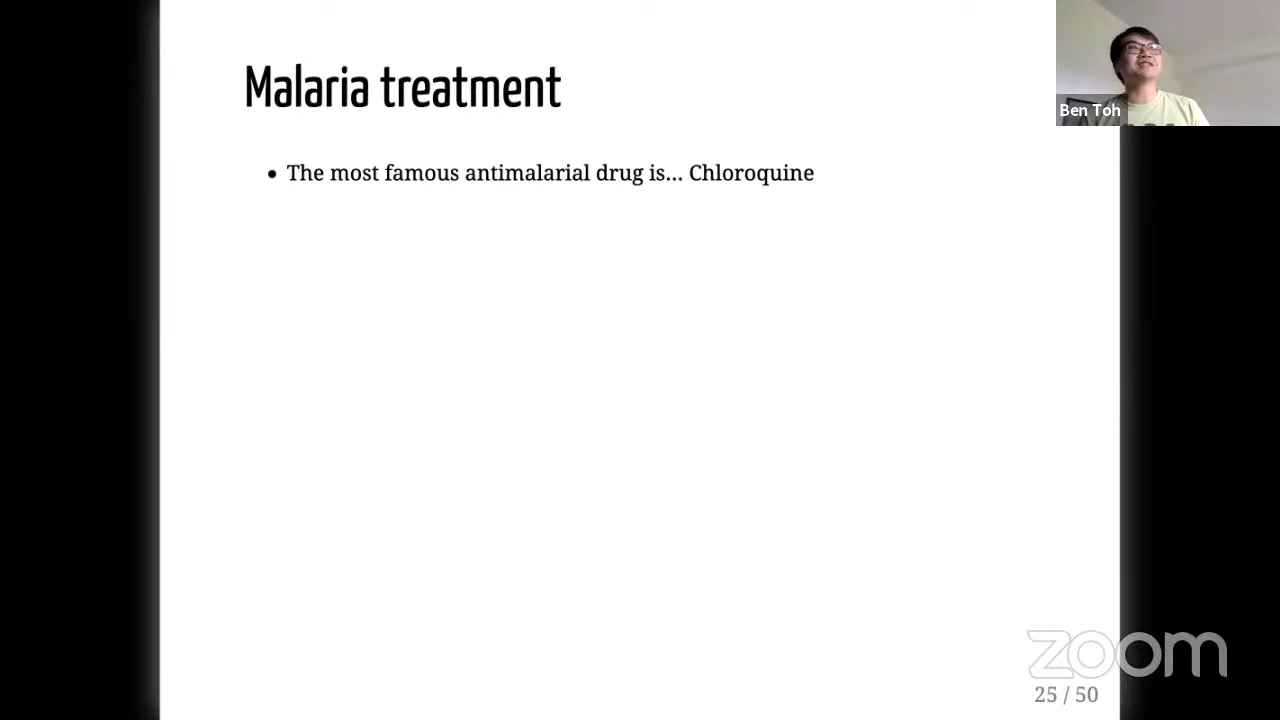 Malaria treatment
• The most famous antimalarial drug is... Chloroquine
Ben Toh
zoom
25 / 50